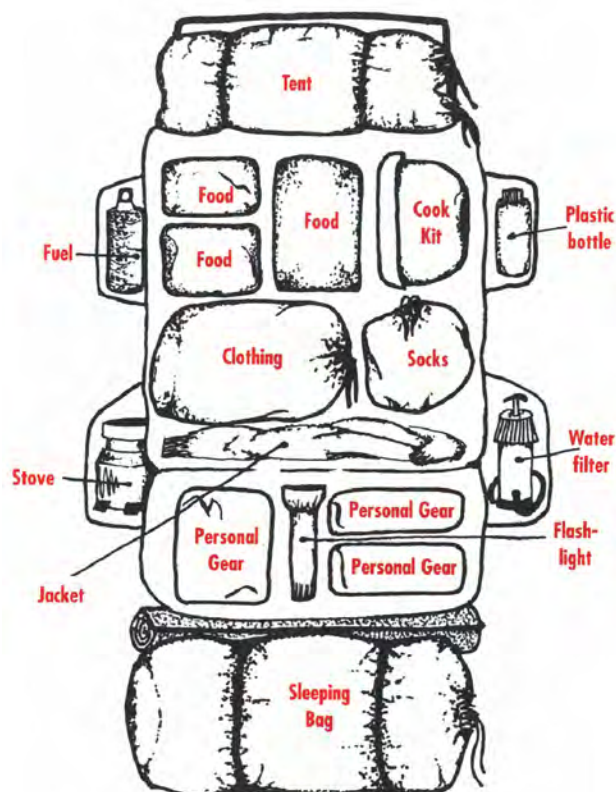 Tent
Food
Food
Food
Cook
Kit
Fuel
Plastic
bottle
Clothing
Socks
Stove
Water
filter
Personal
Gear
Personal Gear
Personal Gear
Flash-
light
Jacket
Sleeping
Bag